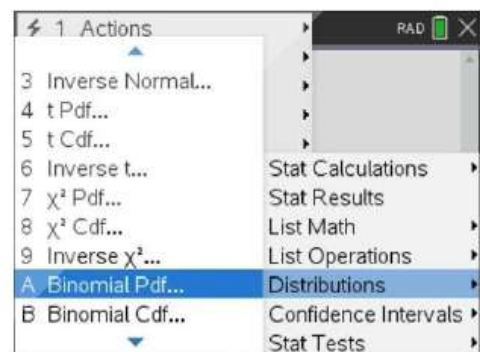 1 Actions
RAD
3 Inverse Normal...
4 t Pdf...
5 t Cdf...
6 Inverse t...
7 χ² Pdf...
8 χ² Cdf...
9 Inverse χ²...
A Binomial Pdf...
B Binomial Cdf...
Stat Calculations
Stat Results
List Math
List Operations
Distributions
Confidence Intervals
Stat Tests